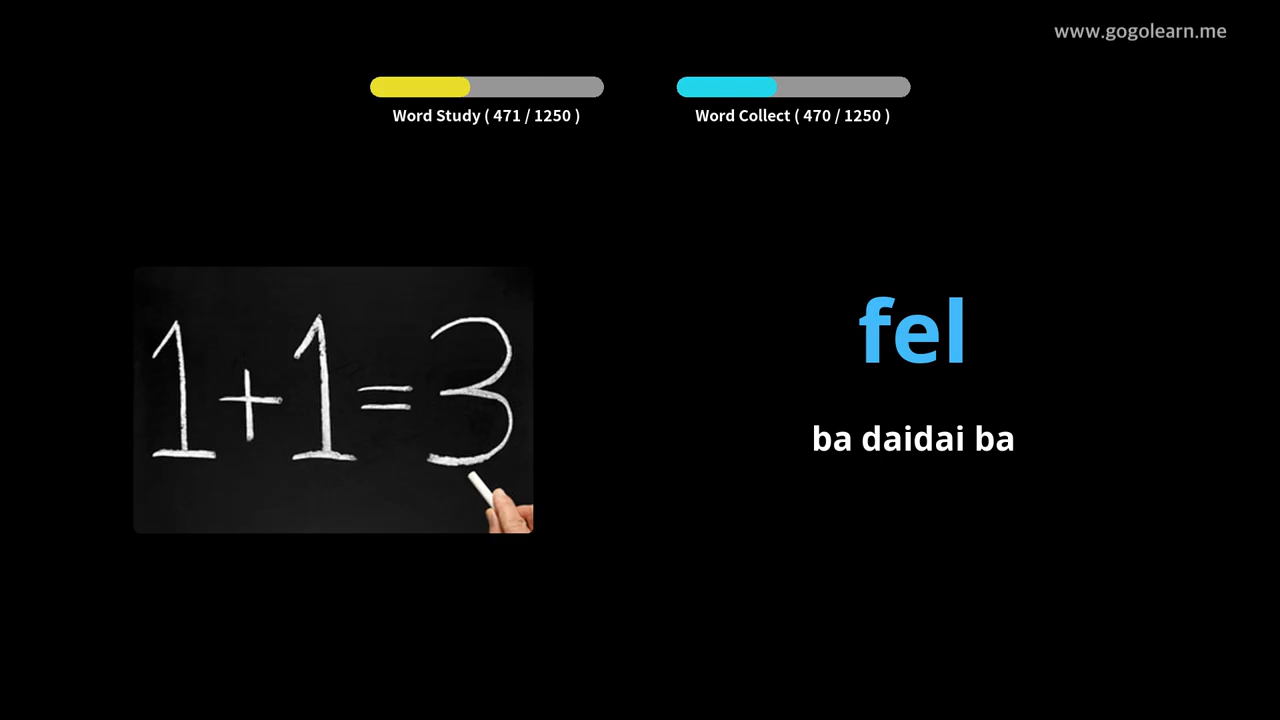 www.gogolearn.me
Word Study ( 471 / 1250 )
Word Collect ( 470 / 1250 )
1+1=3
fel
ba daidai ba